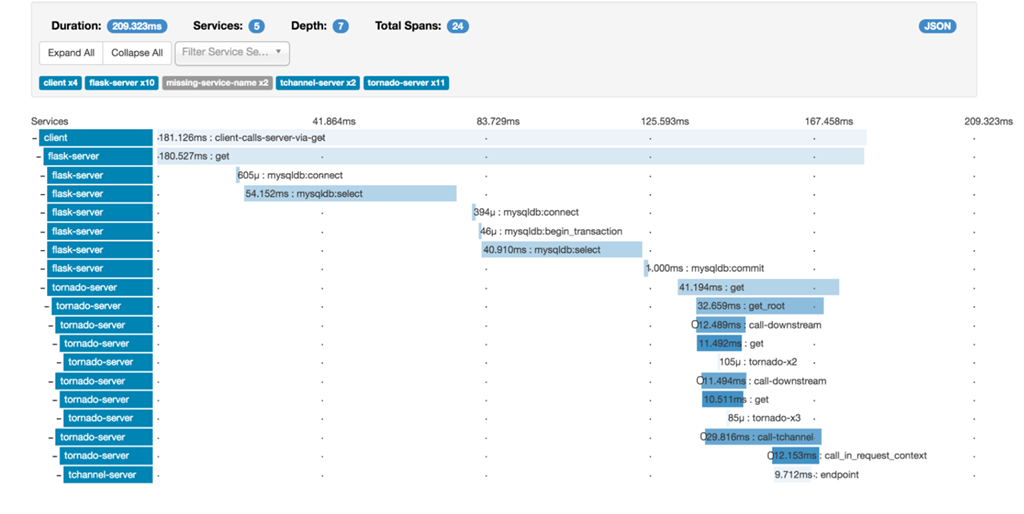 Duration: 209.323ms Services: 5 Depth: 7 Total Spans: 24 JSON
Expand All Collapse All Filter Service Se...
client x4 flask-server x10 missing-service-name x2 tchannel-server x2 tornado-server x11
Services 41.864ms 83.729ms 125.593ms 167.458ms 209.323ms
client 181.126ms : client-calls-server-via-get
flask-server 180.527ms : get
flask-server 605μ : mysqldb:connect
flask-server 54.152ms : mysqldb:select
flask-server 394μ : mysqldb:connect
flask-server 46μ : mysqldb:begin_transaction
flask-server 40.910ms : mysqldb:select
flask-server 1.000ms : mysqldb:commit
tornado-server 41.194ms : get
tornado-server 32.659ms : get_root
tornado-server 12.489ms : call-downstream
tornado-server 11.492ms : get
tornado-server 105μ : tornado-x2
tornado-server 11.494ms : call-downstream
tornado-server 10.511ms : get
tornado-server 85μ : tornado-x3
tornado-server 29.816ms : call-tchannel
tornado-server 12.153ms : call_in_request_context
tchannel-server 9.712ms : endpoint